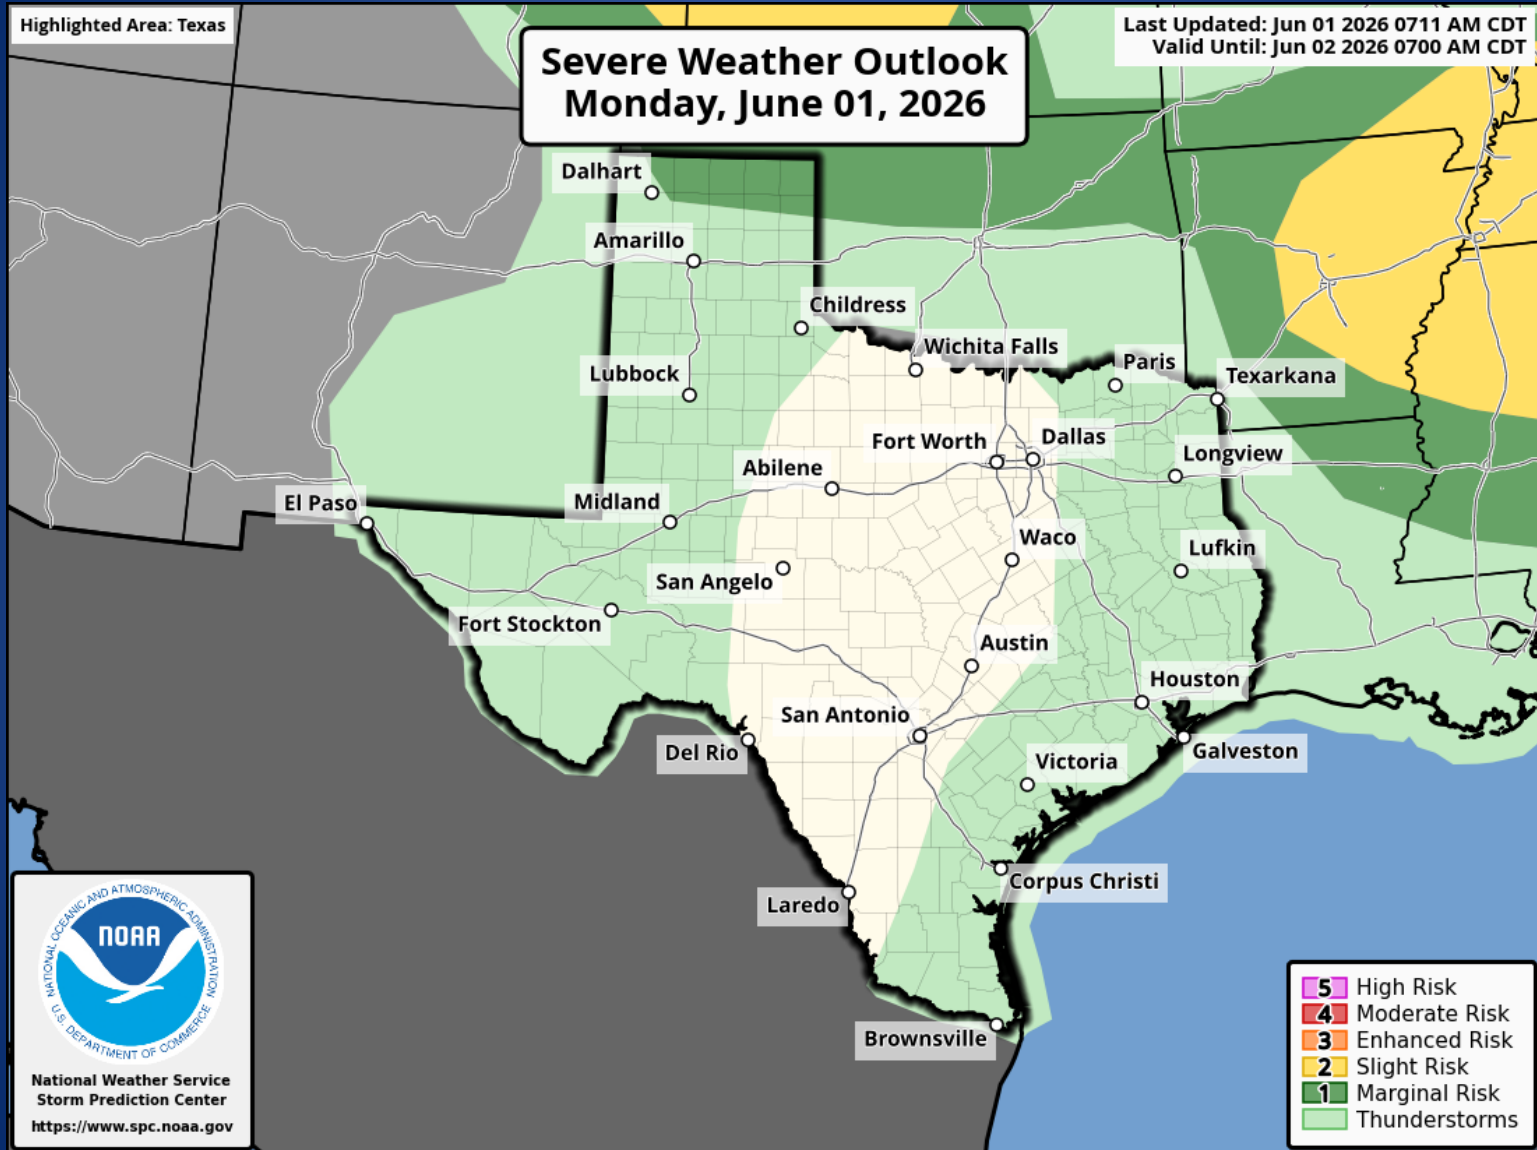 Highlighted Area: Texas
Last Updated: Jun 01 2026 0711 AM CDT
Valid Until: Jun 02 2026 0700 AM CDT
Severe Weather Outlook
Monday, June 01, 2026
Dalhart
Amarillo
Childress
Wichita Falls
Paris
Texarkana
Lubbock
Fort Worth
Dallas
Longview
Abilene
Midland
El Paso
Waco
Lufkin
San Angelo
Fort Stockton
Austin
Houston
San Antonio
Del Rio
Galveston
Victoria
Corpus Christi
Laredo
Brownsville
NATIONAL OCEANIC AND ATMOSPHERIC ADMINISTRATION
NOAA
U.S. DEPARTMENT OF COMMERCE
National Weather Service
Storm Prediction Center
https://www.spc.noaa.gov
5 High Risk
4 Moderate Risk
3 Enhanced Risk
2 Slight Risk
1 Marginal Risk
Thunderstorms